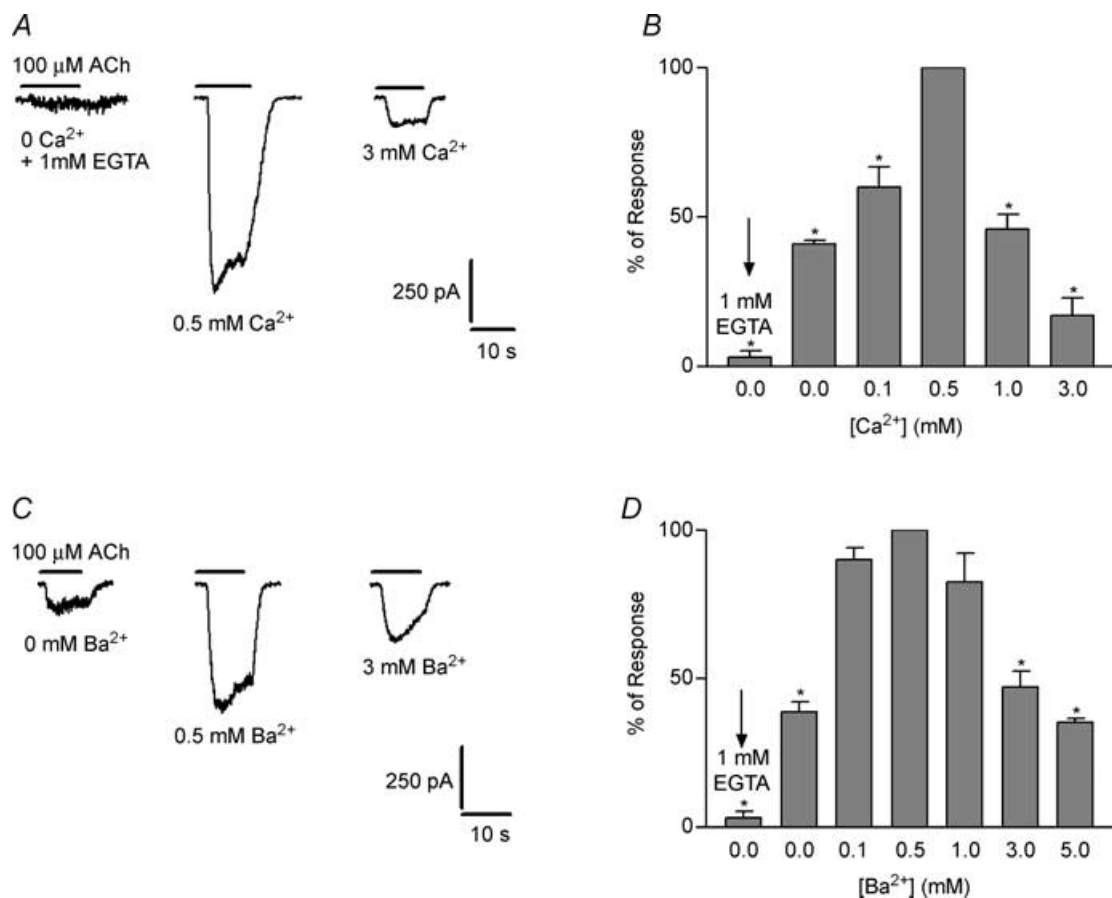 A
100 μM ACh
0 Ca²⁺
+ 1mM EGTA
0.5 mM Ca²⁺
3 mM Ca²⁺
250 pA
10 s
B
% of Response
100
50
0
1 mM
EGTA
* * * * *
0.0 0.0 0.1 0.5 1.0 3.0
[Ca²⁺] (mM)
C
100 μM ACh
0 mM Ba²⁺
0.5 mM Ba²⁺
3 mM Ba²⁺
250 pA
10 s
D
% of Response
100
50
0
1 mM
EGTA
* * * *
0.0 0.0 0.1 0.5 1.0 3.0 5.0
[Ba²⁺] (mM)